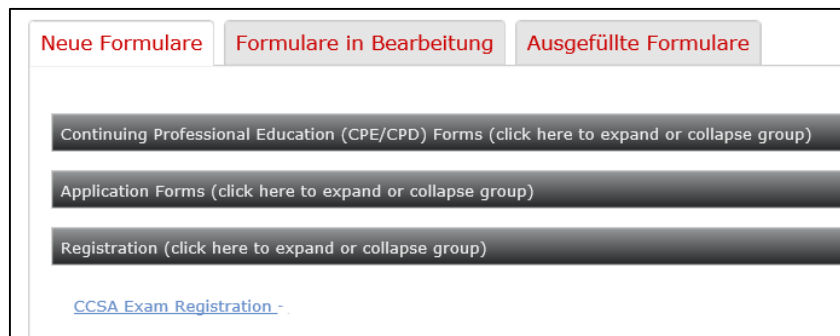 Neue Formulare Formulare in Bearbeitung Ausgefüllte Formulare
Continuing Professional Education (CPE/CPD) Forms (click here to expand or collapse group)
Application Forms (click here to expand or collapse group)
Registration (click here to expand or collapse group)
CCSA Exam Registration -